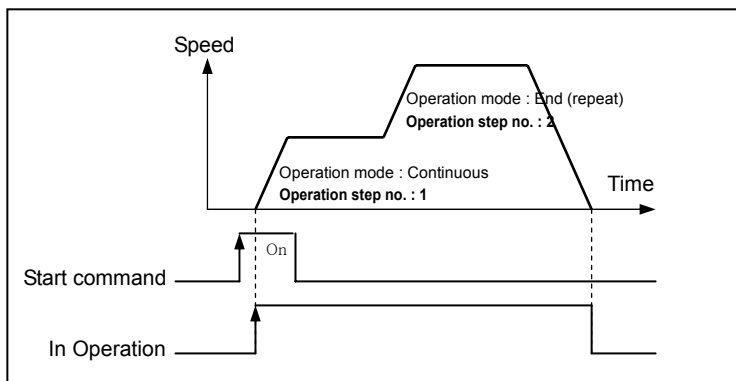 Speed
Operation mode : End (repeat)
Operation step no. : 2
Operation mode : Continuous
Operation step no. : 1
Time
On
Start command
In Operation